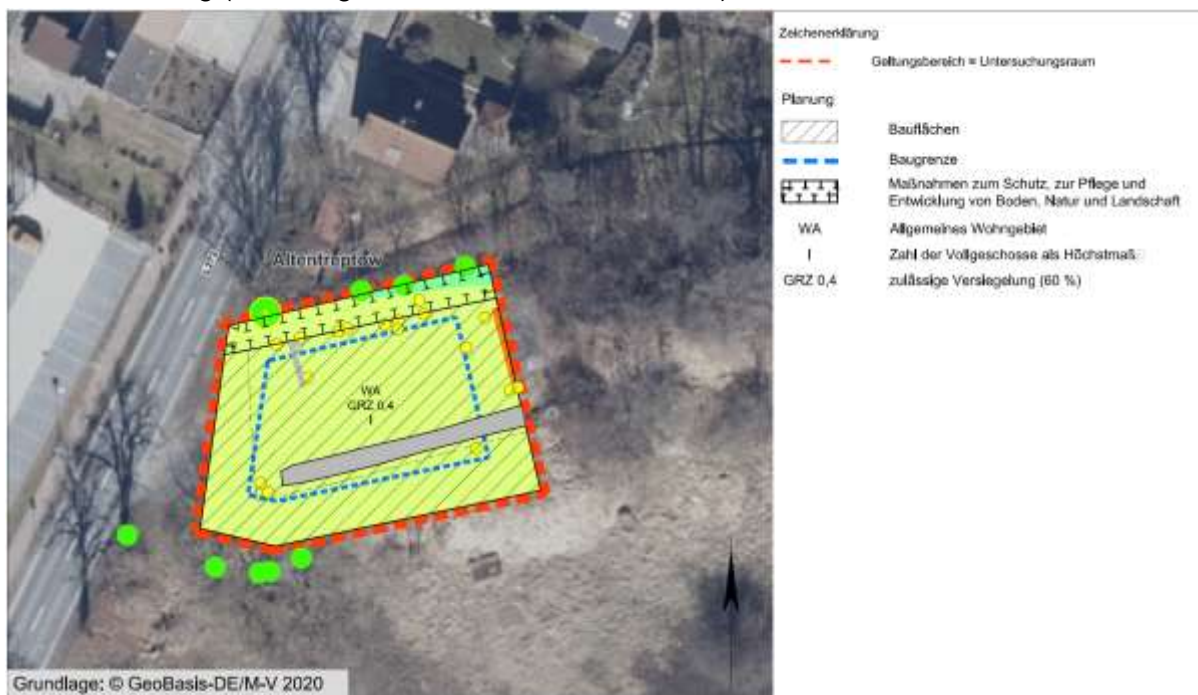 Zeichenerklärung
Geltungsbereich = Untersuchungsraum
Planung
Bauflächen
Baugrenze
Maßnahmen zum Schutz, zur Pflege und
Entwicklung von Boden, Natur und Landschaft
WA Allgemeines Wohngebiet
I Zahl der Vollgeschosse als Höchstmaß
GRZ 0,4 zulässige Versiegelung (60 %)
Altentreptow
WA
GRZ 0,4
I
Grundlage: © GeoBasis-DE/M-V 2020